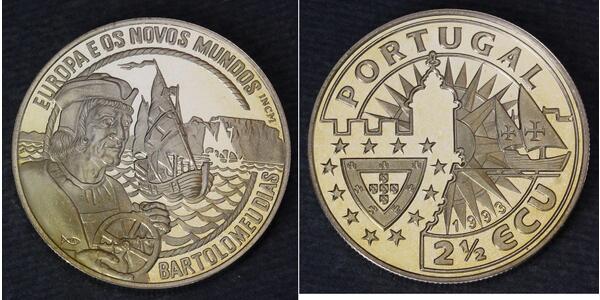 EUROPA E OS NOVOS MUNDOS
INCM
BARTOLOMEU DIAS
PORTUGAL
1993
2½ ECU